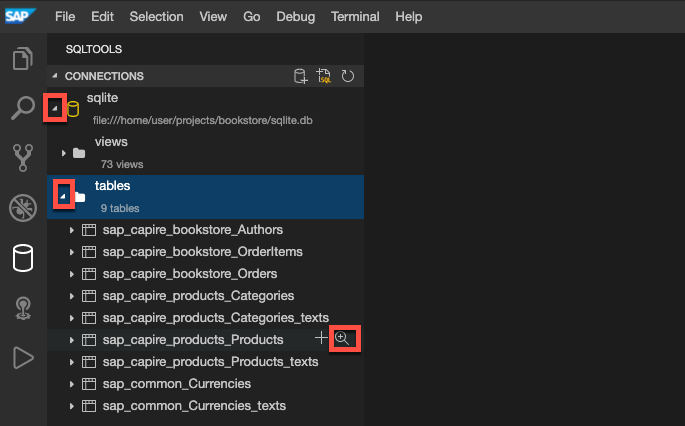 SAP File Edit Selection View Go Debug Terminal Help
SQLTOOLS
CONNECTIONS SQL
sqlite
file:///home/user/projects/bookstore/sqlite.db
views
73 views
tables
9 tables
sap_capire_bookstore_Authors
sap_capire_bookstore_OrderItems
sap_capire_bookstore_Orders
sap_capire_products_Categories
sap_capire_products_Categories_texts
sap_capire_products_Products
sap_capire_products_Products_texts
sap_common_Currencies
sap_common_Currencies_texts